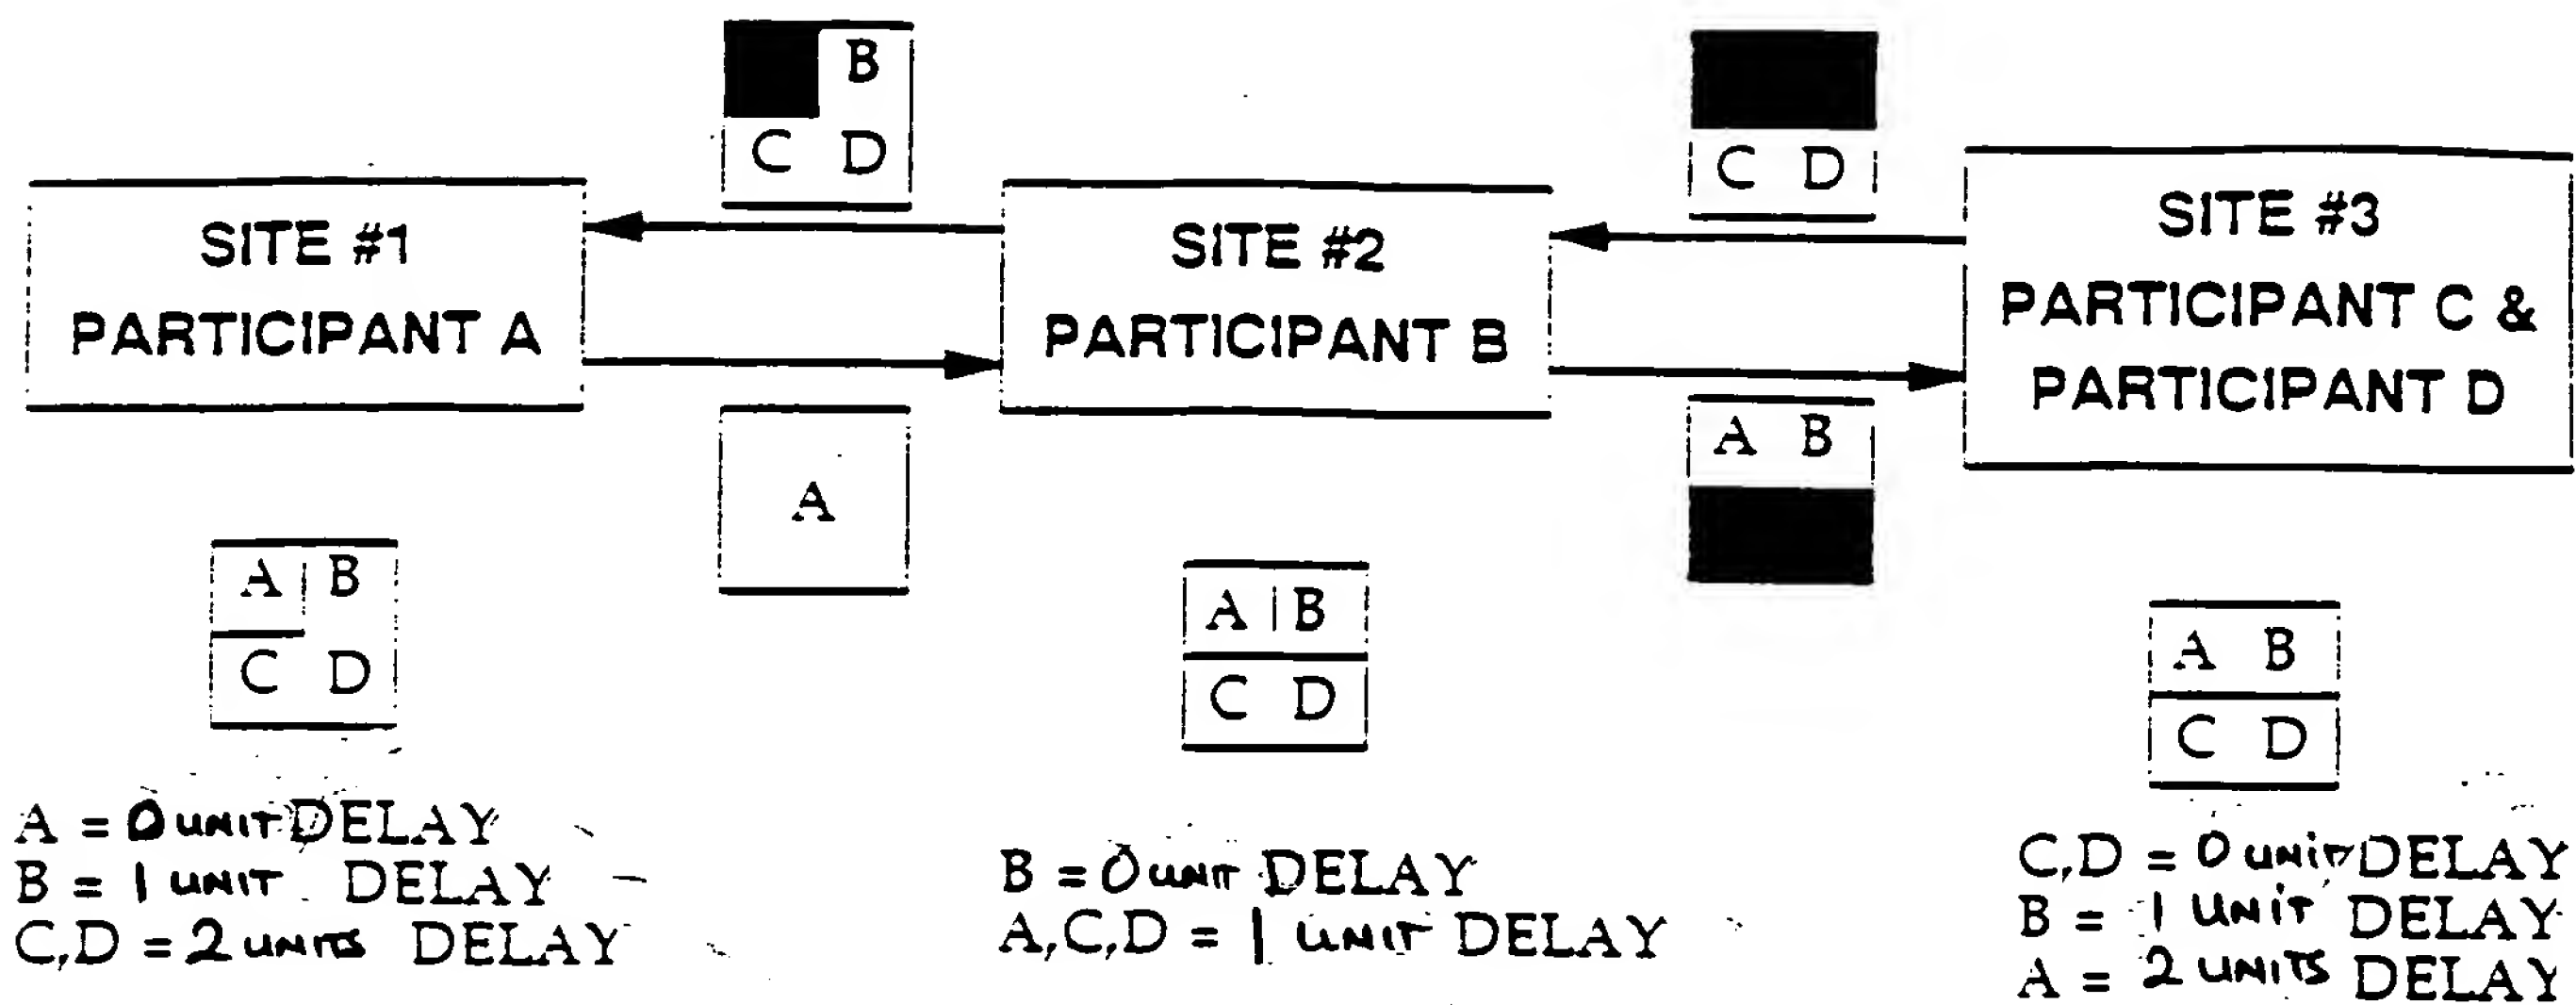 B
C D
C D
SITE #1
PARTICIPANT A
SITE #2
PARTICIPANT B
SITE #3
PARTICIPANT C &
PARTICIPANT D
A
A B
A B
C D
A B
C D
A B
C D
A = 0 UNIT DELAY
B = 1 UNIT DELAY
C,D = 2 UNITS DELAY
B = 0 UNIT DELAY
A,C,D = 1 UNIT DELAY
C,D = 0 UNIT DELAY
B = 1 UNIT DELAY
A = 2 UNITS DELAY